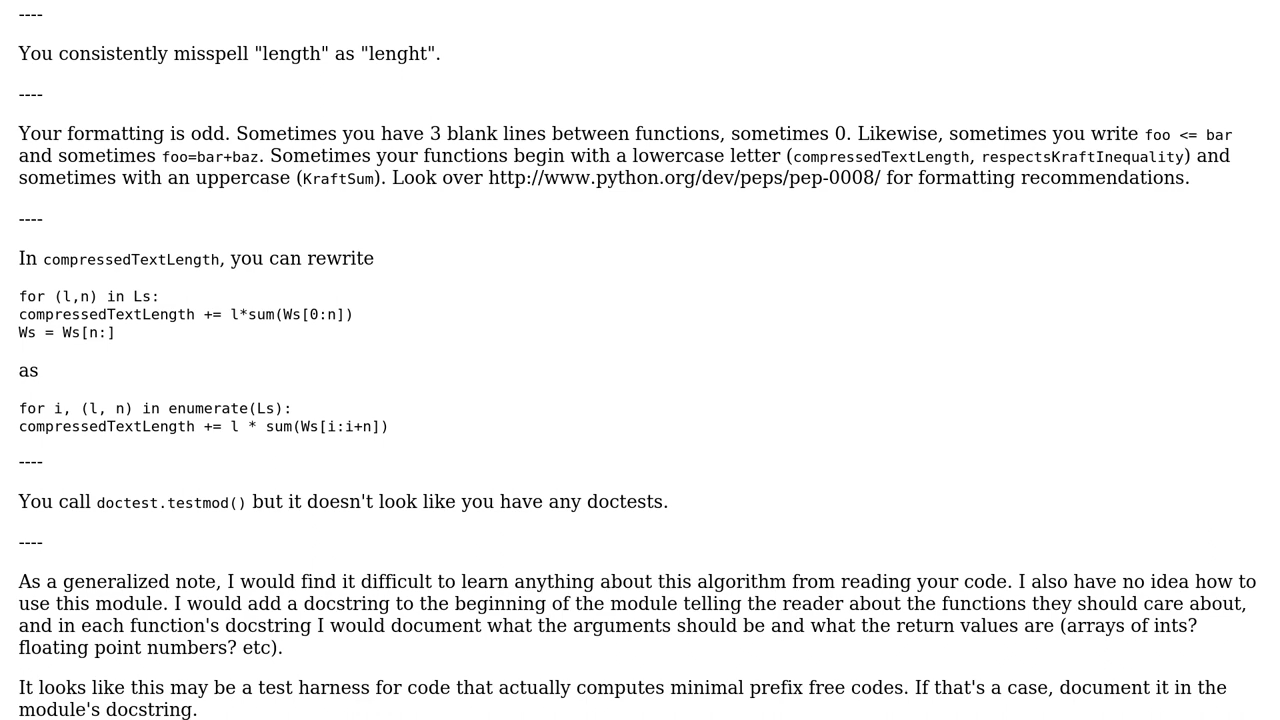 ----
You consistently misspell "length" as "lenght".
----
Your formatting is odd. Sometimes you have 3 blank lines between functions, sometimes 0. Likewise, sometimes you write foo <= bar
and sometimes foo=bar+baz. Sometimes your functions begin with a lowercase letter (compressedTextLength, respectsKraftInequality) and
sometimes with an uppercase (KraftSum). Look over http://www.python.org/dev/peps/pep-0008/ for formatting recommendations.
----
In compressedTextLength, you can rewrite
for (l,n) in Ls:
compressedTextLength += l*sum(Ws[0:n])
Ws = Ws[n:]
as
for i, (l, n) in enumerate(Ls):
compressedTextLength += l * sum(Ws[i:i+n])
----
You call doctest.testmod() but it doesn't look like you have any doctests.
----
As a generalized note, I would find it difficult to learn anything about this algorithm from reading your code. I also have no idea how to
use this module. I would add a docstring to the beginning of the module telling the reader about the functions they should care about,
and in each function's docstring I would document what the arguments should be and what the return values are (arrays of ints?
floating point numbers? etc).
It looks like this may be a test harness for code that actually computes minimal prefix free codes. If that's a case, document it in the
module's docstring.